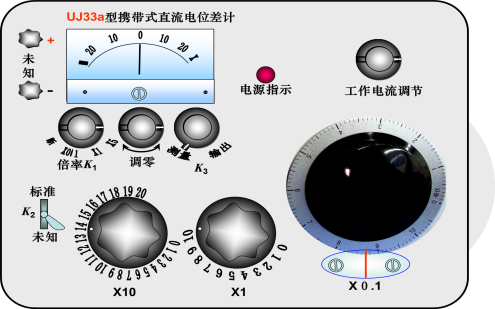 UJ33a型携带式直流电位差计
+
未
知
-
20 10 0 10 20
电源指示
工作电流调节
倍率K1
调零
测量
K3
输出
标准
K2
未知
0 1 2 3 4 5 6 7 8 9 10 11 12 13 14 15 16 17 18 19 20
X10
0 1 2 3 4 5 6 7 8 9 10
X1
X 0.1